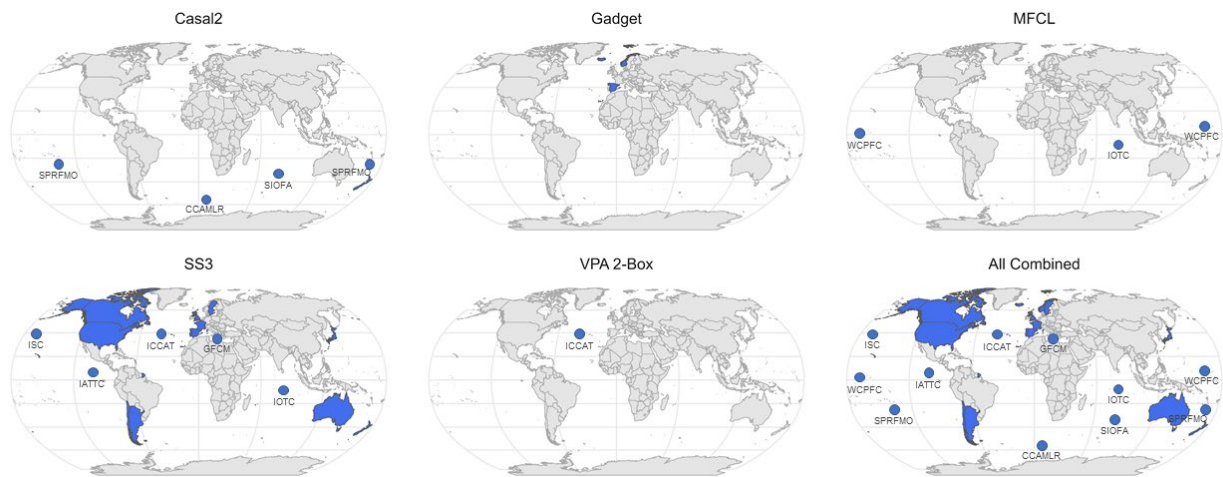 Casal2
Gadget
MFCL
SPRFMO
SPRFMO
SIOFA
CCAMLR
WCPFC
WCPFC
IOTC
SS3
VPA 2-Box
All Combined
ISC
ICCAT
GFCM
IATTC
IOTC
ICCAT
ISC
ICCAT
GFCM
WCPFC
IATTC
WCPFC
IOTC
SPRFMO
SPRFMO
SIOFA
CCAMLR